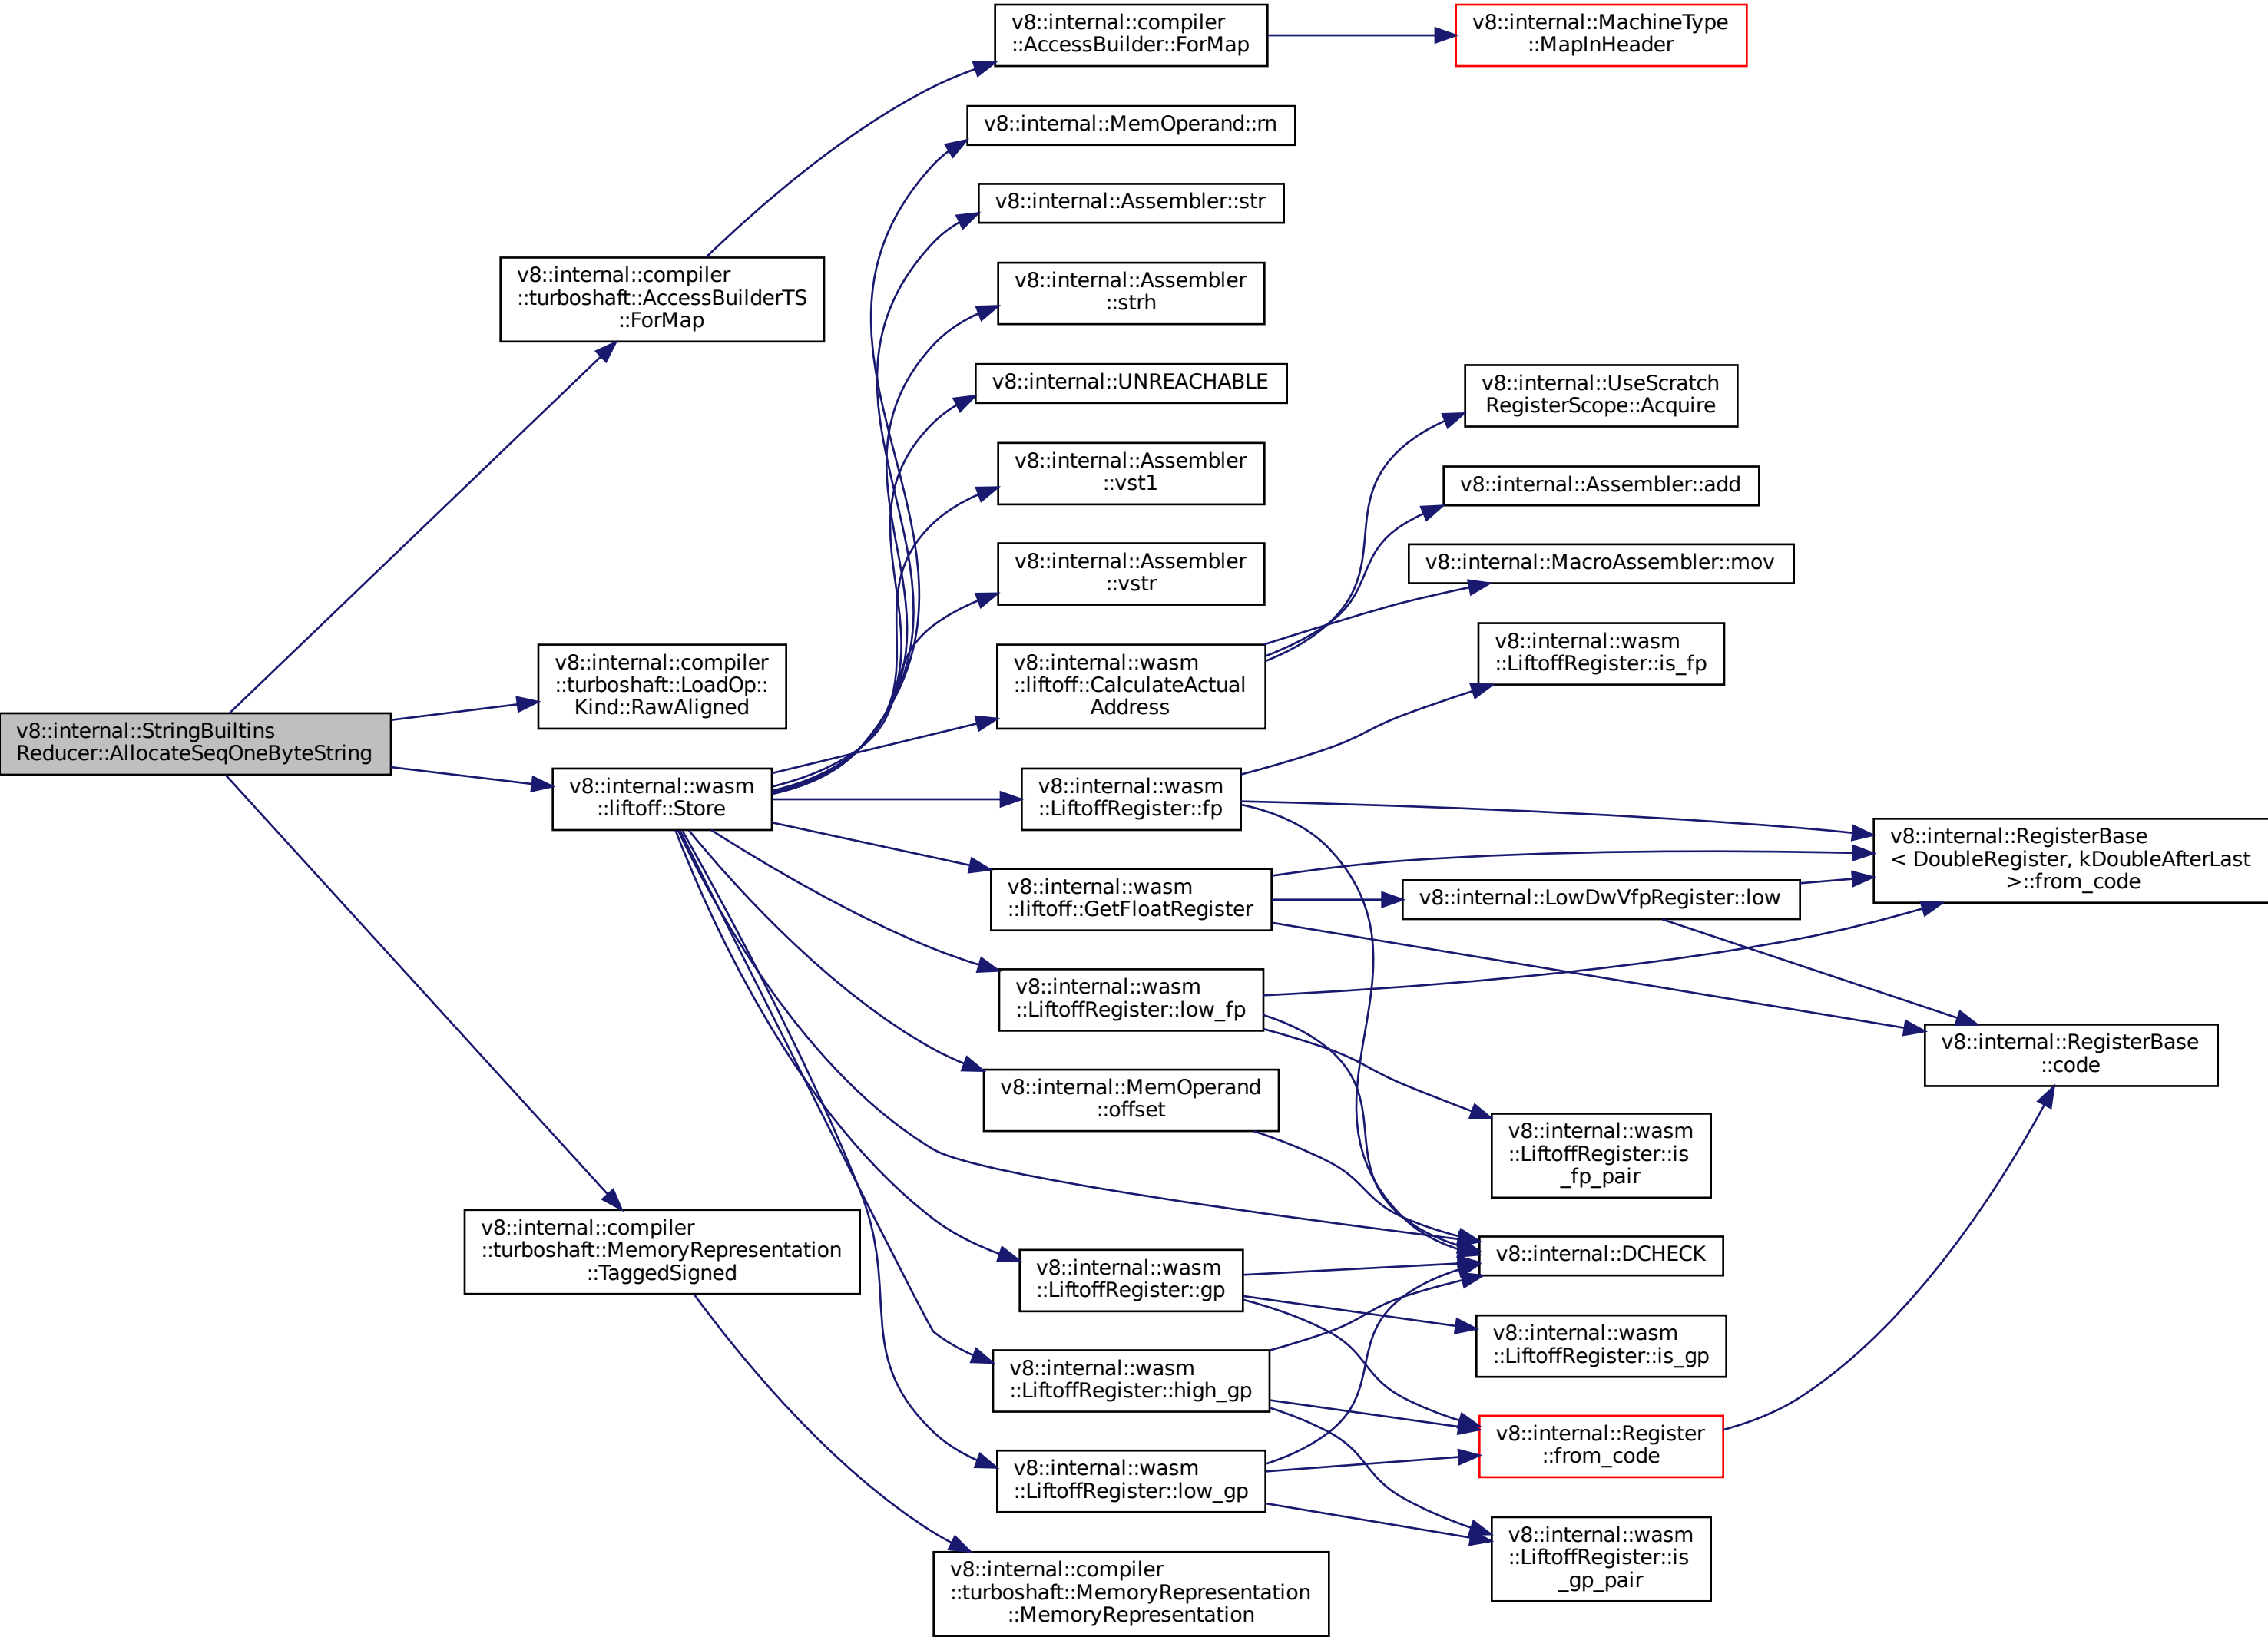 v8::internal::compiler
::AccessBuilder::ForMap
v8::internal::MachineType
::MapInHeader
v8::internal::MemOperand::rn
v8::internal::Assembler::str
v8::internal::compiler
::turboshaft::AccessBuilderTS
::ForMap
v8::internal::Assembler
::strh
v8::internal::UNREACHABLE
v8::internal::UseScratch
RegisterScope::Acquire
v8::internal::Assembler
::vst1
v8::internal::Assembler::add
v8::internal::Assembler
::vstr
v8::internal::MacroAssembler::mov
v8::internal::wasm
::LiftoffRegister::is_fp
v8::internal::compiler
::turboshaft::LoadOp::
Kind::RawAligned
v8::internal::wasm
::liftoff::CalculateActual
Address
v8::internal::StringBuiltins
Reducer::AllocateSeqOneByteString
v8::internal::wasm
::liftoff::Store
v8::internal::wasm
::LiftoffRegister::fp
v8::internal::RegisterBase
< DoubleRegister, kDoubleAfterLast
>::from_code
v8::internal::wasm
::liftoff::GetFloatRegister
v8::internal::LowDwVfpRegister::low
v8::internal::wasm
::LiftoffRegister::low_fp
v8::internal::RegisterBase
::code
v8::internal::MemOperand
::offset
v8::internal::wasm
::LiftoffRegister::is
_fp_pair
v8::internal::compiler
::turboshaft::MemoryRepresentation
::TaggedSigned
v8::internal::wasm
::LiftoffRegister::gp
v8::internal::DCHECK
v8::internal::wasm
::LiftoffRegister::is_gp
v8::internal::wasm
::LiftoffRegister::high_gp
v8::internal::Register
::from_code
v8::internal::wasm
::LiftoffRegister::low_gp
v8::internal::wasm
::LiftoffRegister::is
_gp_pair
v8::internal::compiler
::turboshaft::MemoryRepresentation
::MemoryRepresentation